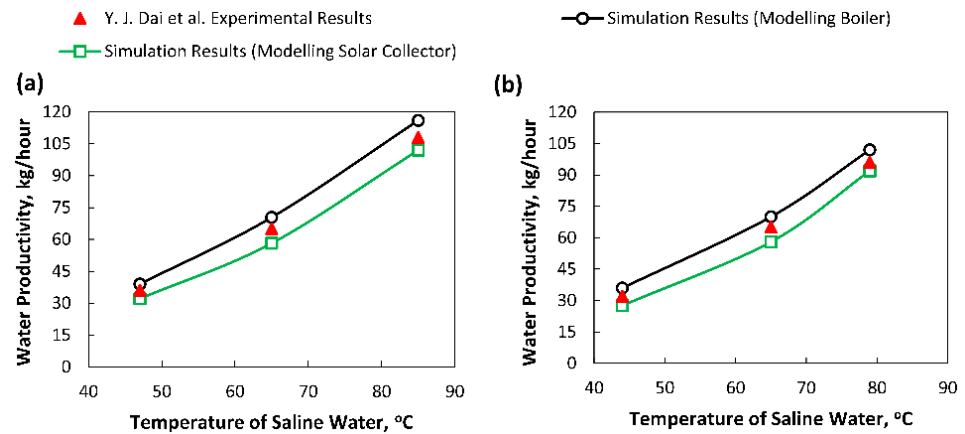 Y. J. Dai et al. Experimental Results
Simulation Results (Modelling Boiler)
Simulation Results (Modelling Solar Collector)
(a)
Water Productivity, kg/hour
120
105
90
75
60
45
30
15
0
40 50 60 70 80 90
Temperature of Saline Water, °C
(b)
Water Productivity, kg/hour
120
105
90
75
60
45
30
15
0
40 50 60 70 80 90
Temperature of Saline Water, °C